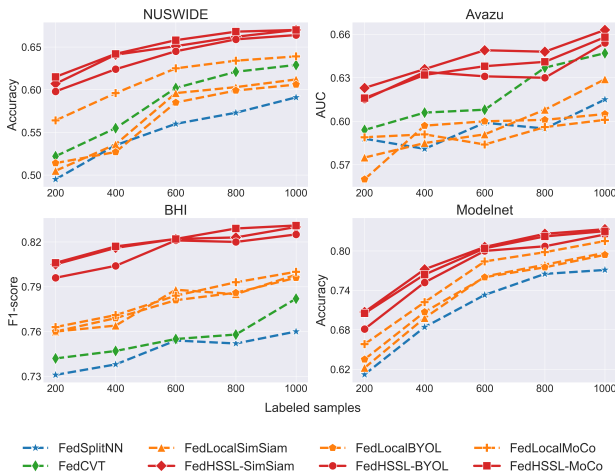 NUSWIDE
Accuracy
0.65
0.60
0.55
0.50
200 400 600 800 1000
Avazu
AUC
0.66
0.63
0.60
0.57
200 400 600 800 1000
BHI
F1-score
0.82
0.79
0.76
0.73
200 400 600 800 1000
Modelnet
Accuracy
0.80
0.74
0.68
0.62
200 400 600 800 1000
Labeled samples
FedSplitNN FedLocalSimSiam FedLocalBYOL FedLocalMoCo
FedCVT FedHSSL-SimSiam FedHSSL-BYOL FedHSSL-MoCo